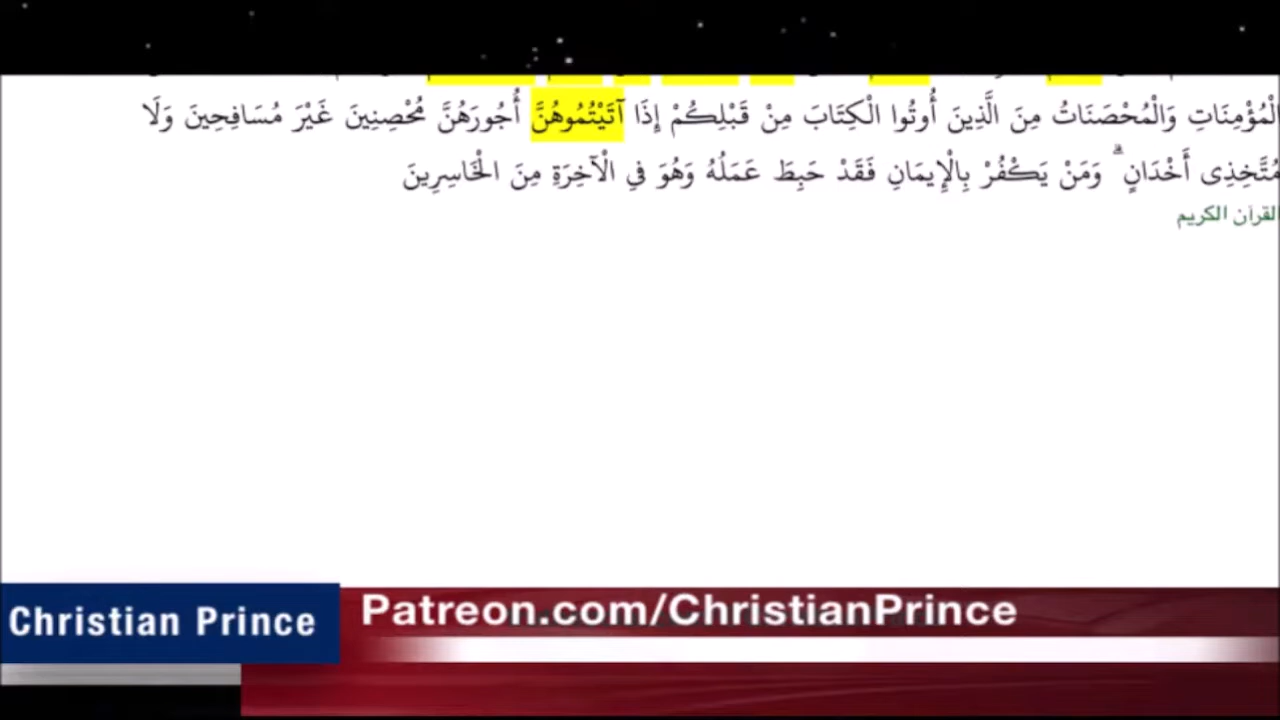 الْمُؤْمِنَاتِ وَالْمُحْصَنَاتُ مِنَ الَّذِينَ أُوتُوا الْكِتَابَ مِنْ قَبْلِكُمْ إِذَا آتَيْتُمُوهُنَّ أُجُورَهُنَّ مُحْصِنِينَ غَيْرَ مُسَافِحِينَ وَلَا
مُتَّخِذِى أَخْدَانٍ ۗ وَمَنْ يَكْفُرْ بِالْإِيمَانِ فَقَدْ حَبِطَ عَمَلُهُ وَهُوَ فِي الْآخِرَةِ مِنَ الْخَاسِرِينَ
القرآن الكريم
Patreon.com/ChristianPrince
Christian Prince